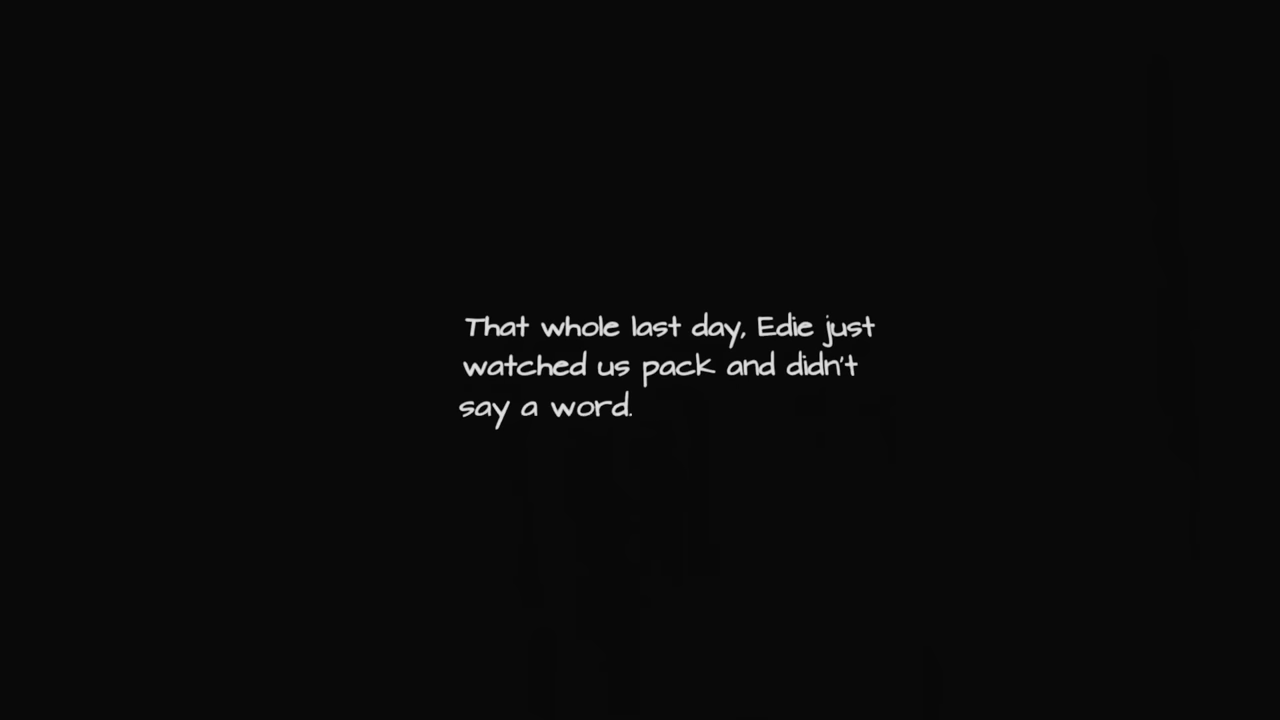 That whole last day, Edie just
watched us pack and didn't
say a word.